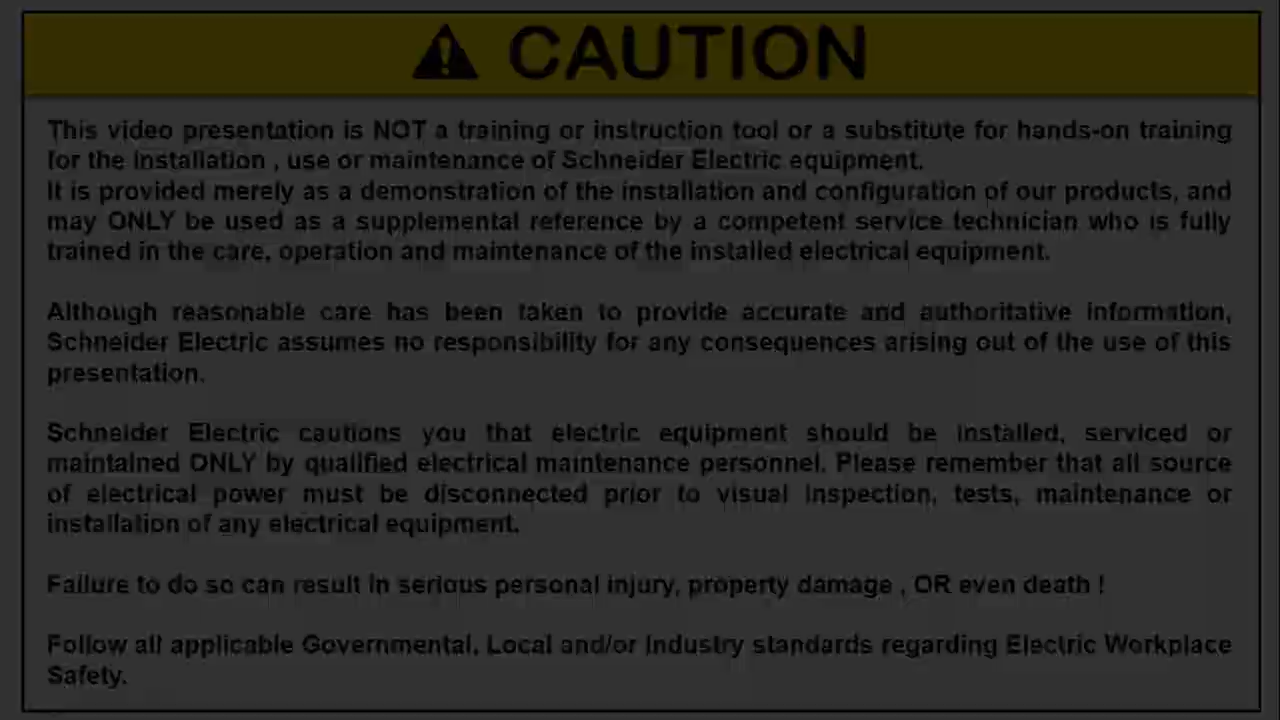 CAUTION
This video presentation is NOT a training or instruction tool or a substitute for hands-on training
for the installation , use or maintenance of Schneider Electric equipment.
It is provided merely as a demonstration of the installation and configuration of our products, and
may ONLY be used as a supplemental reference by a competent service technician who is fully
trained in the care, operation and maintenance of the installed electrical equipment.
Although reasonable care has been taken to provide accurate and authoritative information,
Schneider Electric assumes no responsibility for any consequences arising out of the use of this
presentation.
Schneider Electric cautions you that electric equipment should be installed, serviced or
maintained ONLY by qualified electrical maintenance personnel. Please remember that all source
of electrical power must be disconnected prior to visual inspection, tests, maintenance or
installation of any electrical equipment.
Failure to do so can result in serious personal injury, property damage , OR even death !
Follow all applicable Governmental, Local and/or Industry standards regarding Electric Workplace
Safety.